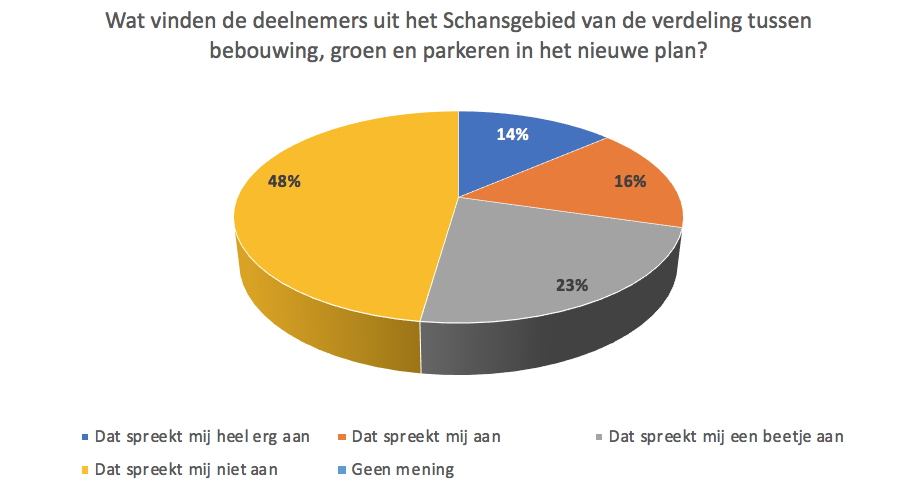 Wat vinden de deelnemers uit het Schansgebied van de verdeling tussen
bebouwing, groen en parkeren in het nieuwe plan?
14%
48%
16%
23%
Dat spreekt mij heel erg aan
Dat spreekt mij aan
Dat spreekt mij een beetje aan
Dat spreekt mij niet aan
Geen mening